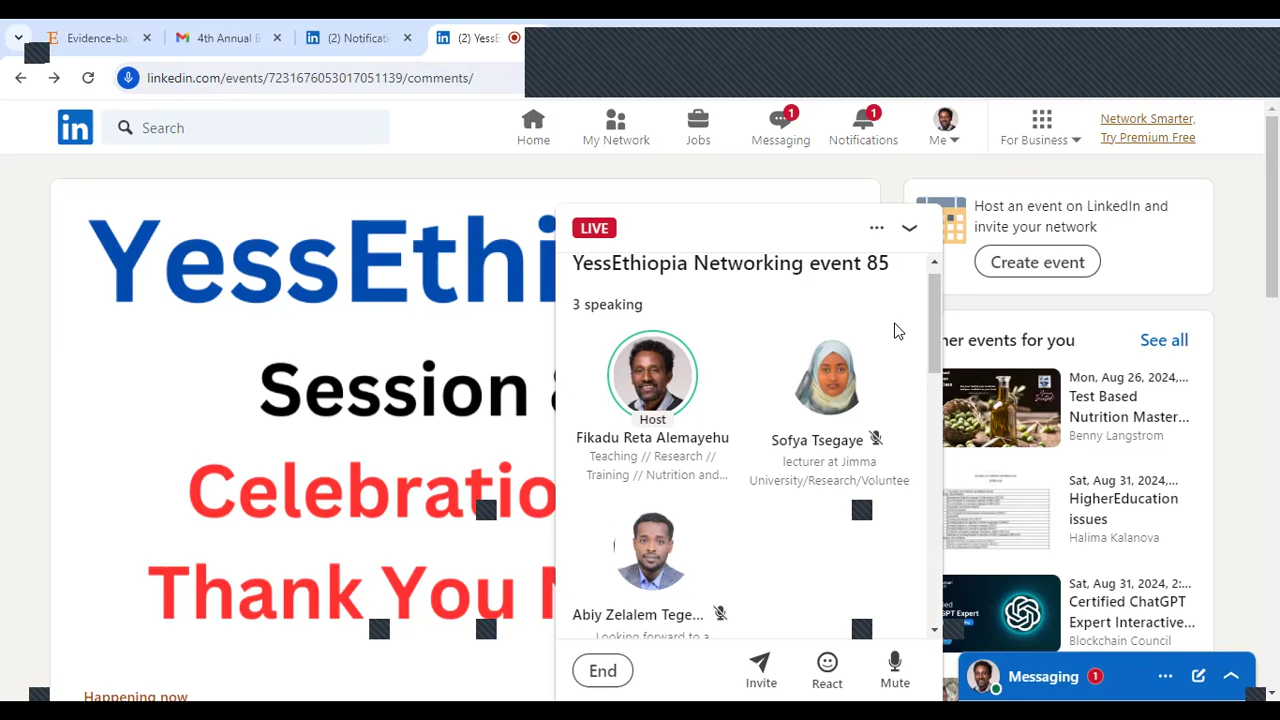 Evidence-ba
4th Annual B
(2) Notificati
(2) YessE
linkedin.com/events/7231676053017051139/comments/
in
Search
Home
My Network
Jobs
1
Messaging
1
Notifications
Me
For Business
Network Smarter,
Try Premium Free
YessEthi
Session
Celebratio
Thank You
Happening now
LIVE
YessEthiopia Networking event 85
3 speaking
Host
Fikadu Reta Alemayehu
Teaching // Research //
Training // Nutrition and...
Sofya Tsegaye
lecturer at Jimma
University/Research/Voluntee
Abiy Zelalem Tege...
Looking forward to a
End
Invite
React
Mute
Host an event on LinkedIn and
invite your network
Create event
her events for you
See all
Mon, Aug 26, 2024,...
Test Based
Nutrition Master...
Benny Langstrom
Sat, Aug 31, 2024,...
HigherEducation
issues
Halima Kalanova
Sat, Aug 31, 2024, 2:...
Certified ChatGPT
Expert Interactive...
Blockchain Council
Messaging 1